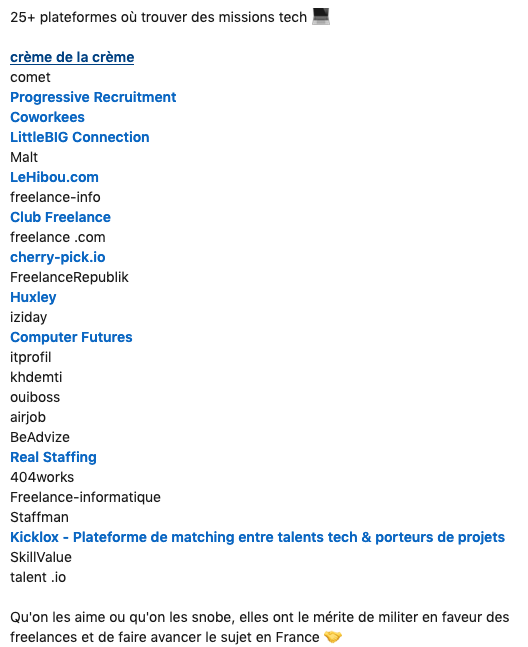 25+ plateformes où trouver des missions tech 💻
crème de la crème
comet
Progressive Recruitment
Coworkees
LittleBIG Connection
Malt
LeHibou.com
freelance-info
Club Freelance
freelance .com
cherry-pick.io
FreelanceRepublik
Huxley
iziday
Computer Futures
itprofil
khdemti
ouiboss
airjob
BeAdvize
Real Staffing
404works
Freelance-informatique
Staffman
Kicklox - Plateforme de matching entre talents tech & porteurs de projets
SkillValue
talent .io
Qu'on les aime ou qu'on les snobe, elles ont le mérite de militer en faveur des
freelances et de faire avancer le sujet en France 🤝